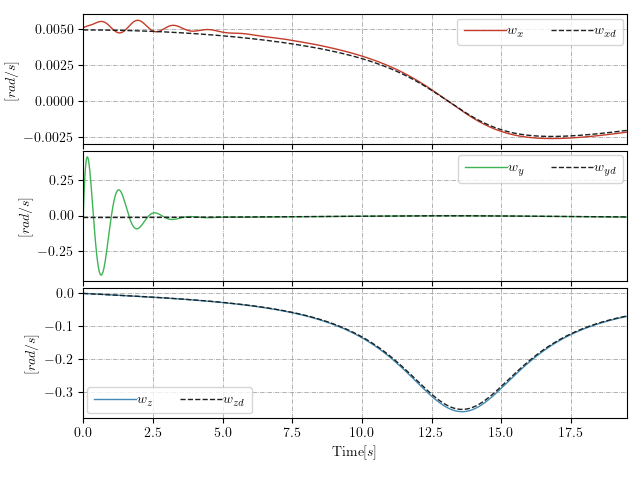 0.0050
0.0025
0.0000
−0.0025
[rad/s]
w_x w_xd
0.25
0.00
−0.25
[rad/s]
w_y w_yd
0.0
−0.1
−0.2
−0.3
[rad/s]
w_z w_zd
0.0 2.5 5.0 7.5 10.0 12.5 15.0 17.5
Time[s]